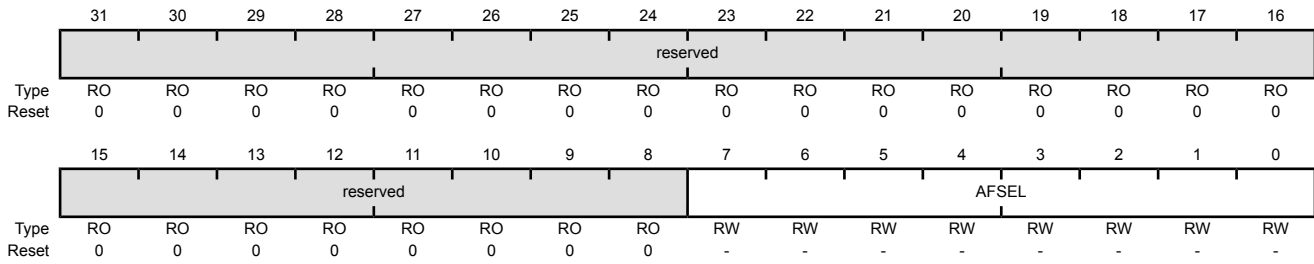 31 30 29 28 27 26 25 24 23 22 21 20 19 18 17 16
reserved
Type RO RO RO RO RO RO RO RO RO RO RO RO RO RO RO RO
Reset 0 0 0 0 0 0 0 0 0 0 0 0 0 0 0 0
15 14 13 12 11 10 9 8 7 6 5 4 3 2 1 0
reserved AFSEL
Type RO RO RO RO RO RO RO RO RW RW RW RW RW RW RW RW
Reset 0 0 0 0 0 0 0 0 - - - - - - - -